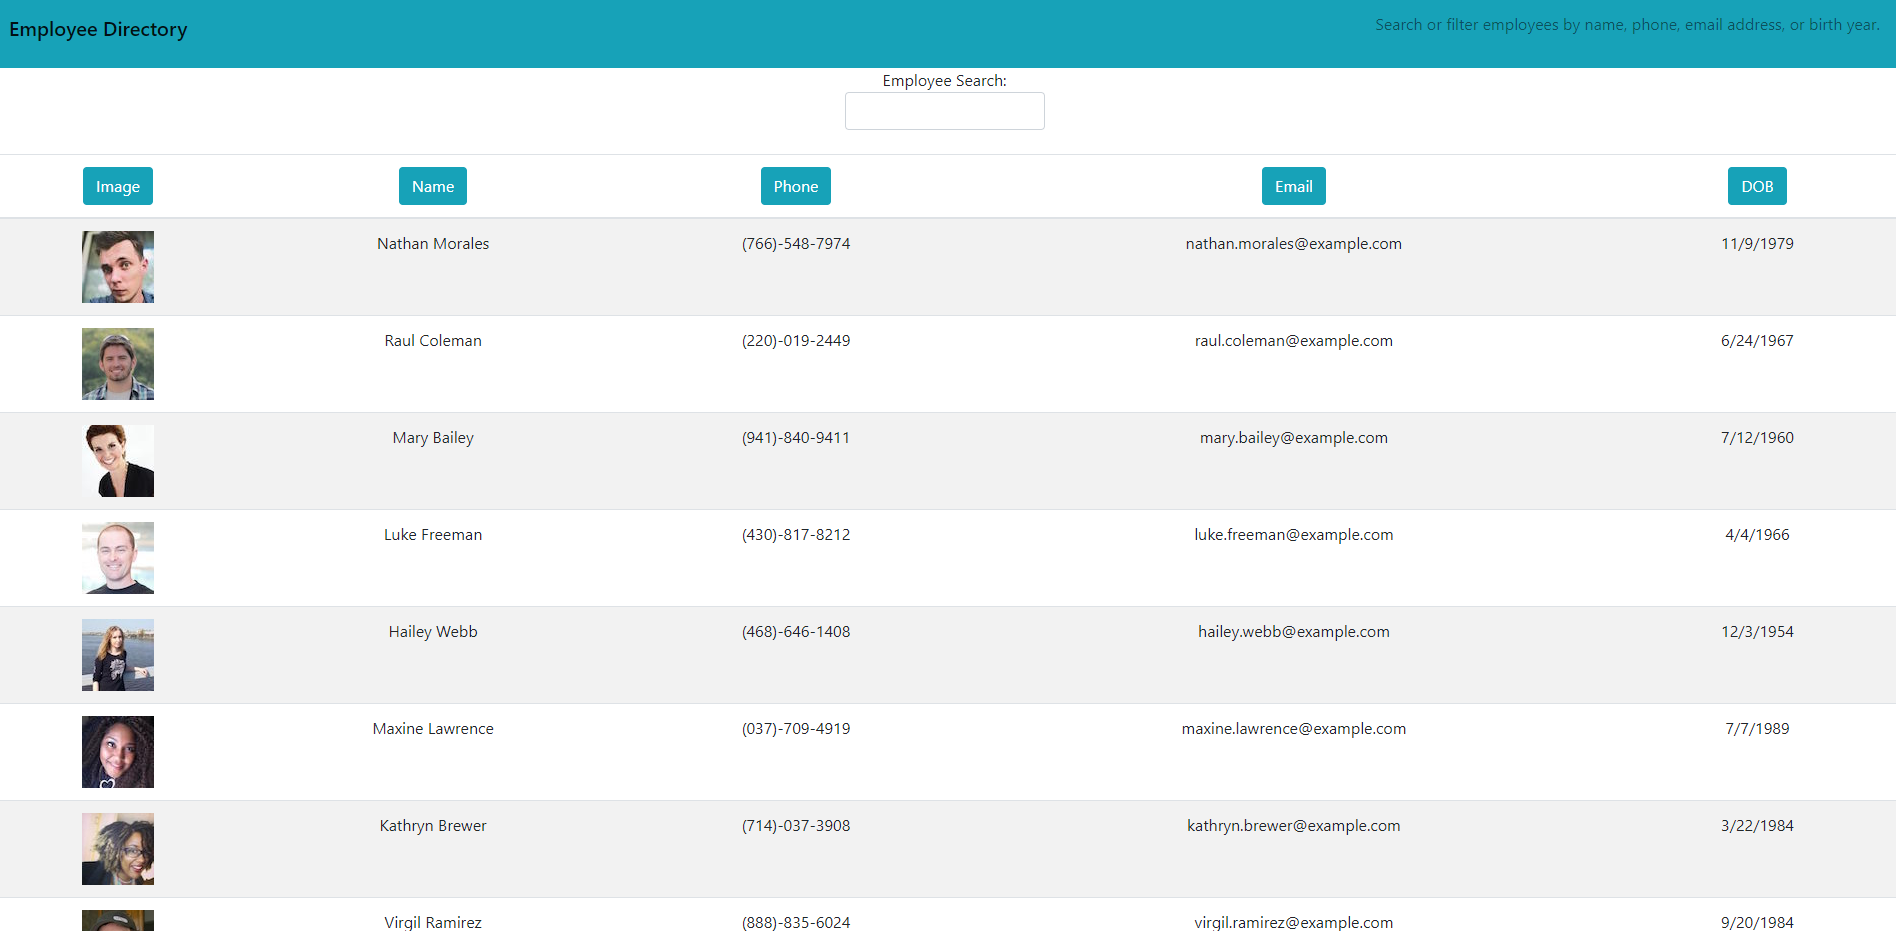 Employee Directory
Search or filter employees by name, phone, email address, or birth year.
Employee Search:
Image Name Phone Email DOB
Nathan Morales (766)-548-7974 nathan.morales@example.com 11/9/1979
Raul Coleman (220)-019-2449 raul.coleman@example.com 6/24/1967
Mary Bailey (941)-840-9411 mary.bailey@example.com 7/12/1960
Luke Freeman (430)-817-8212 luke.freeman@example.com 4/4/1966
Hailey Webb (468)-646-1408 hailey.webb@example.com 12/3/1954
Maxine Lawrence (037)-709-4919 maxine.lawrence@example.com 7/7/1989
Kathryn Brewer (714)-037-3908 kathryn.brewer@example.com 3/22/1984
Virgil Ramirez (888)-835-6024 virgil.ramirez@example.com 9/20/1984